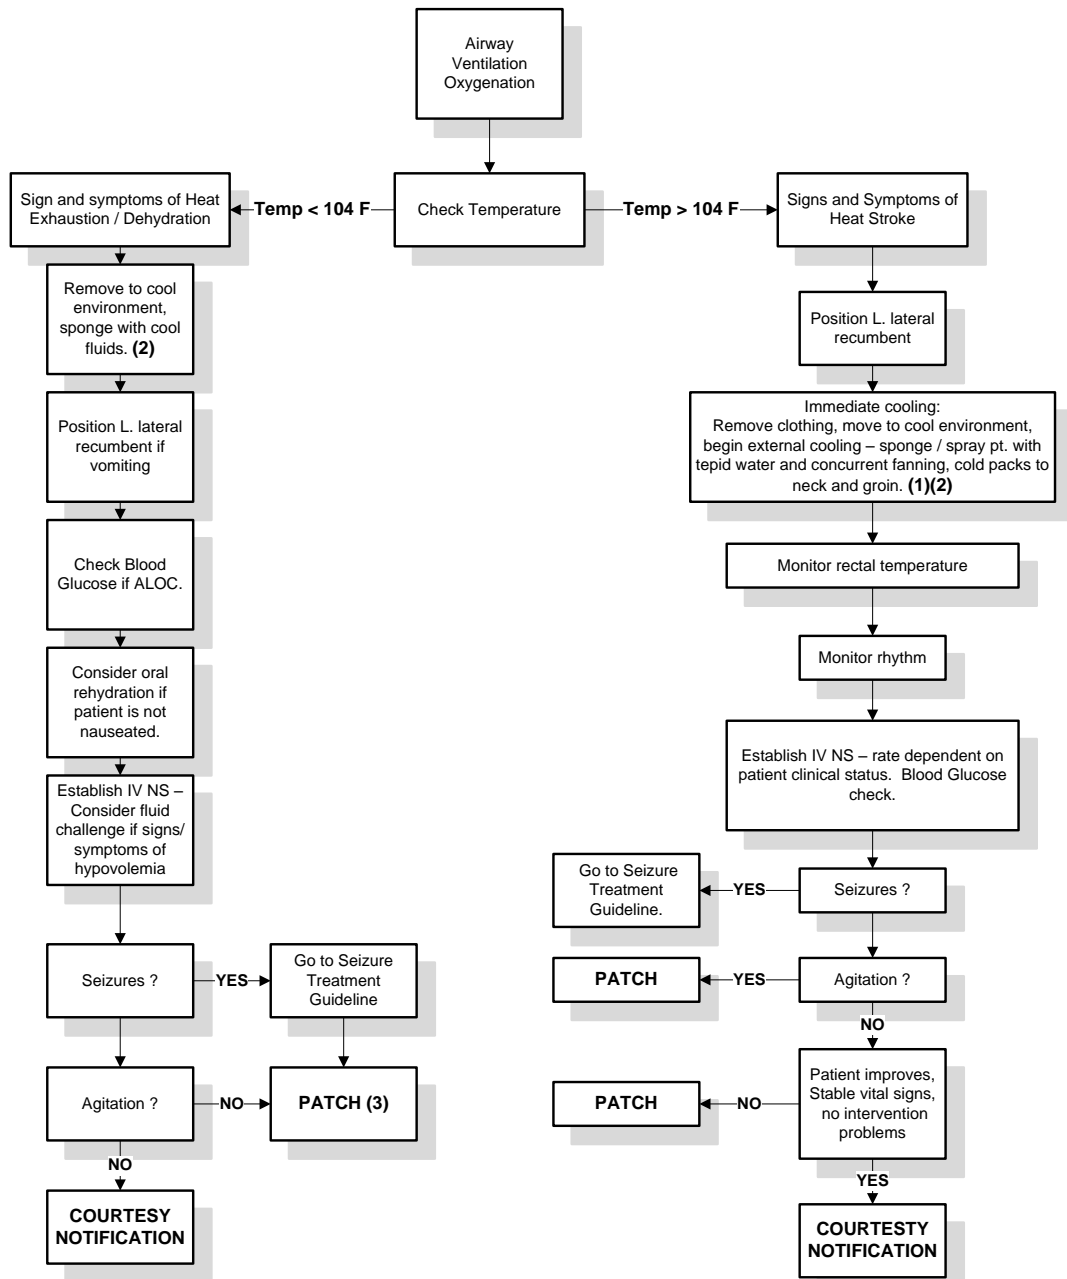 Airway
Ventilation
Oxygenation
Sign and symptoms of Heat
Exhaustion / Dehydration
Temp < 104 F
Check Temperature
Temp > 104 F
Signs and Symptoms of
Heat Stroke
Remove to cool
environment,
sponge with cool
fluids. (2)
Position L. lateral
recumbent if
vomiting
Check Blood
Glucose if ALOC.
Consider oral
rehydration if
patient is not
nauseated.
Establish IV NS –
Consider fluid
challenge if signs/
symptoms of
hypovolemia
Seizures ?
YES
Go to Seizure
Treatment
Guideline
Agitation ?
NO
PATCH (3)
NO
COURTESY
NOTIFICATION
Position L. lateral
recumbent
Immediate cooling:
Remove clothing, move to cool environment,
begin external cooling – sponge / spray pt. with
tepid water and concurrent fanning, cold packs to
neck and groin. (1)(2)
Monitor rectal temperature
Monitor rhythm
Establish IV NS – rate dependent on
patient clinical status.  Blood Glucose
check.
Go to Seizure
Treatment
Guideline.
YES
Seizures ?
PATCH
YES
Agitation ?
NO
PATCH
NO
Patient improves,
Stable vital signs,
no intervention
problems
YES
COURTESTY
NOTIFICATION